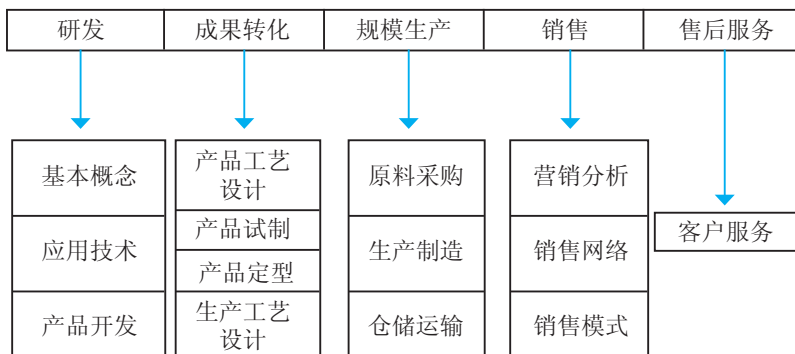 研发
成果转化
规模生产
销售
售后服务
基本概念
应用技术
产品开发
产品工艺
设计
产品试制
产品定型
生产工艺
设计
原料采购
生产制造
仓储运输
营销分析
销售网络
销售模式
客户服务